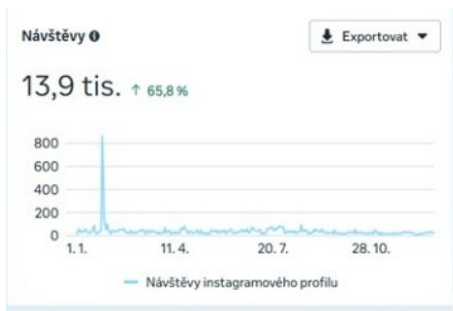 Návštěvy
Exportovat
13,9 tis. ↑ 65,8 %
800
600
400
200
0
1. 1. 11. 4. 20. 7. 28. 10.
Návštěvy instagramového profilu